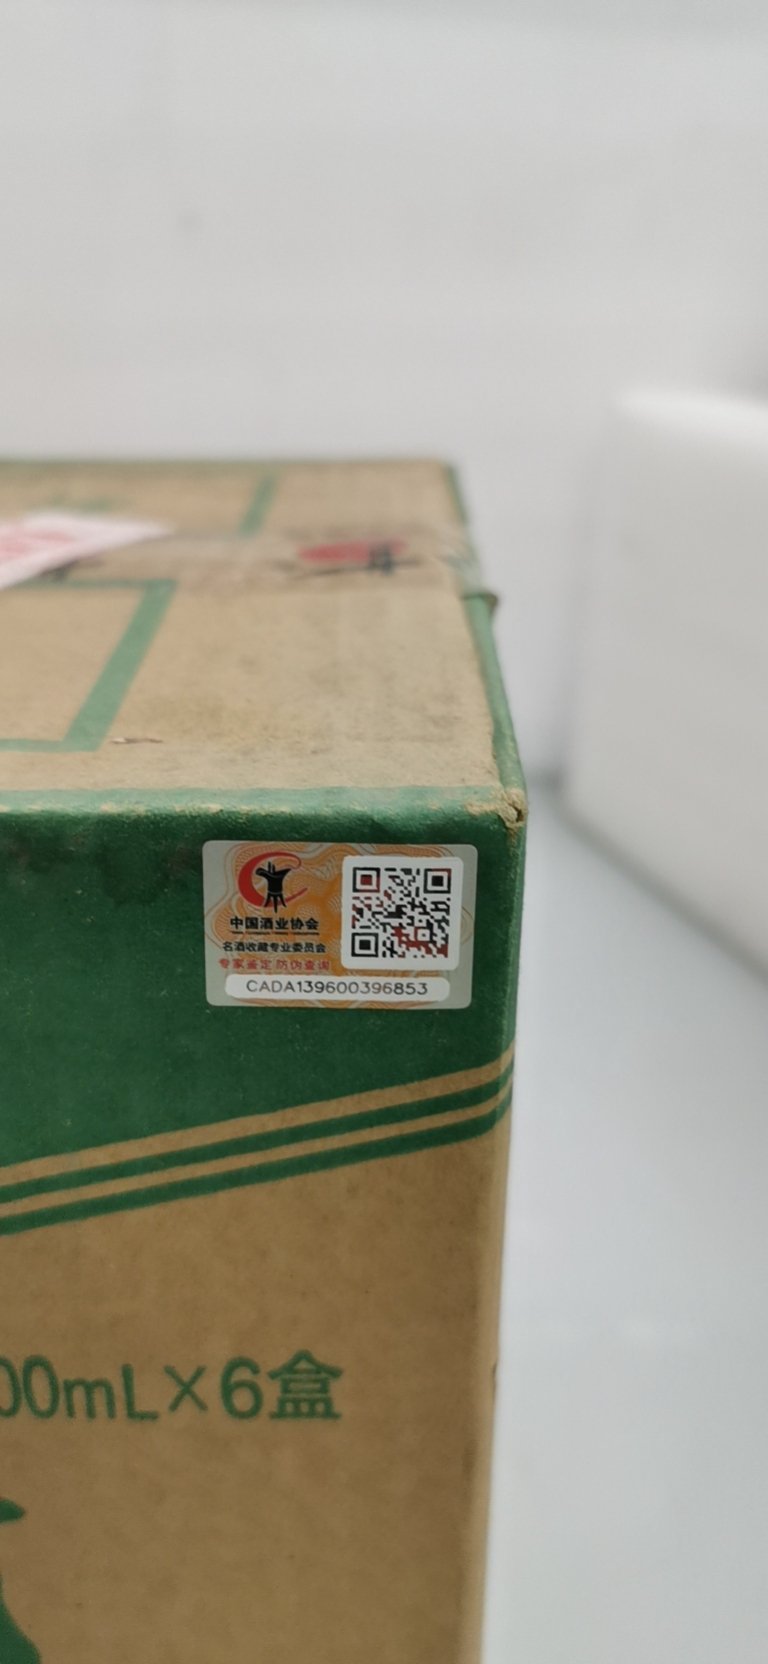 中国酒业协会
名酒收藏专业委员会
专家鉴定 防伪查询
CADA139600396853
00mL×6盒